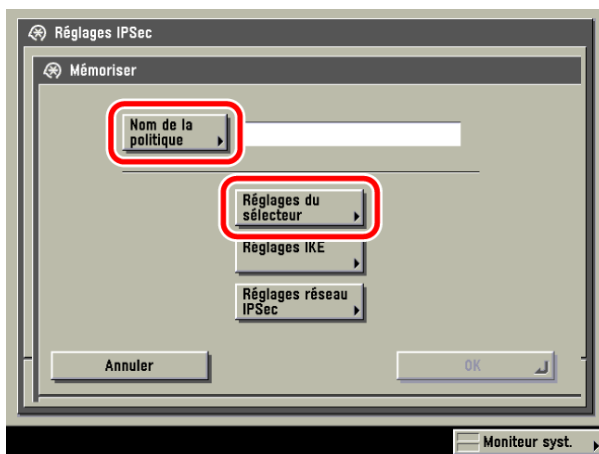 Réglages IPSec
Mémoriser
Nom de la
politique
Réglages du
sélecteur
Réglages IKE
Réglages réseau
IPSec
Annuler
OK
Moniteur syst.